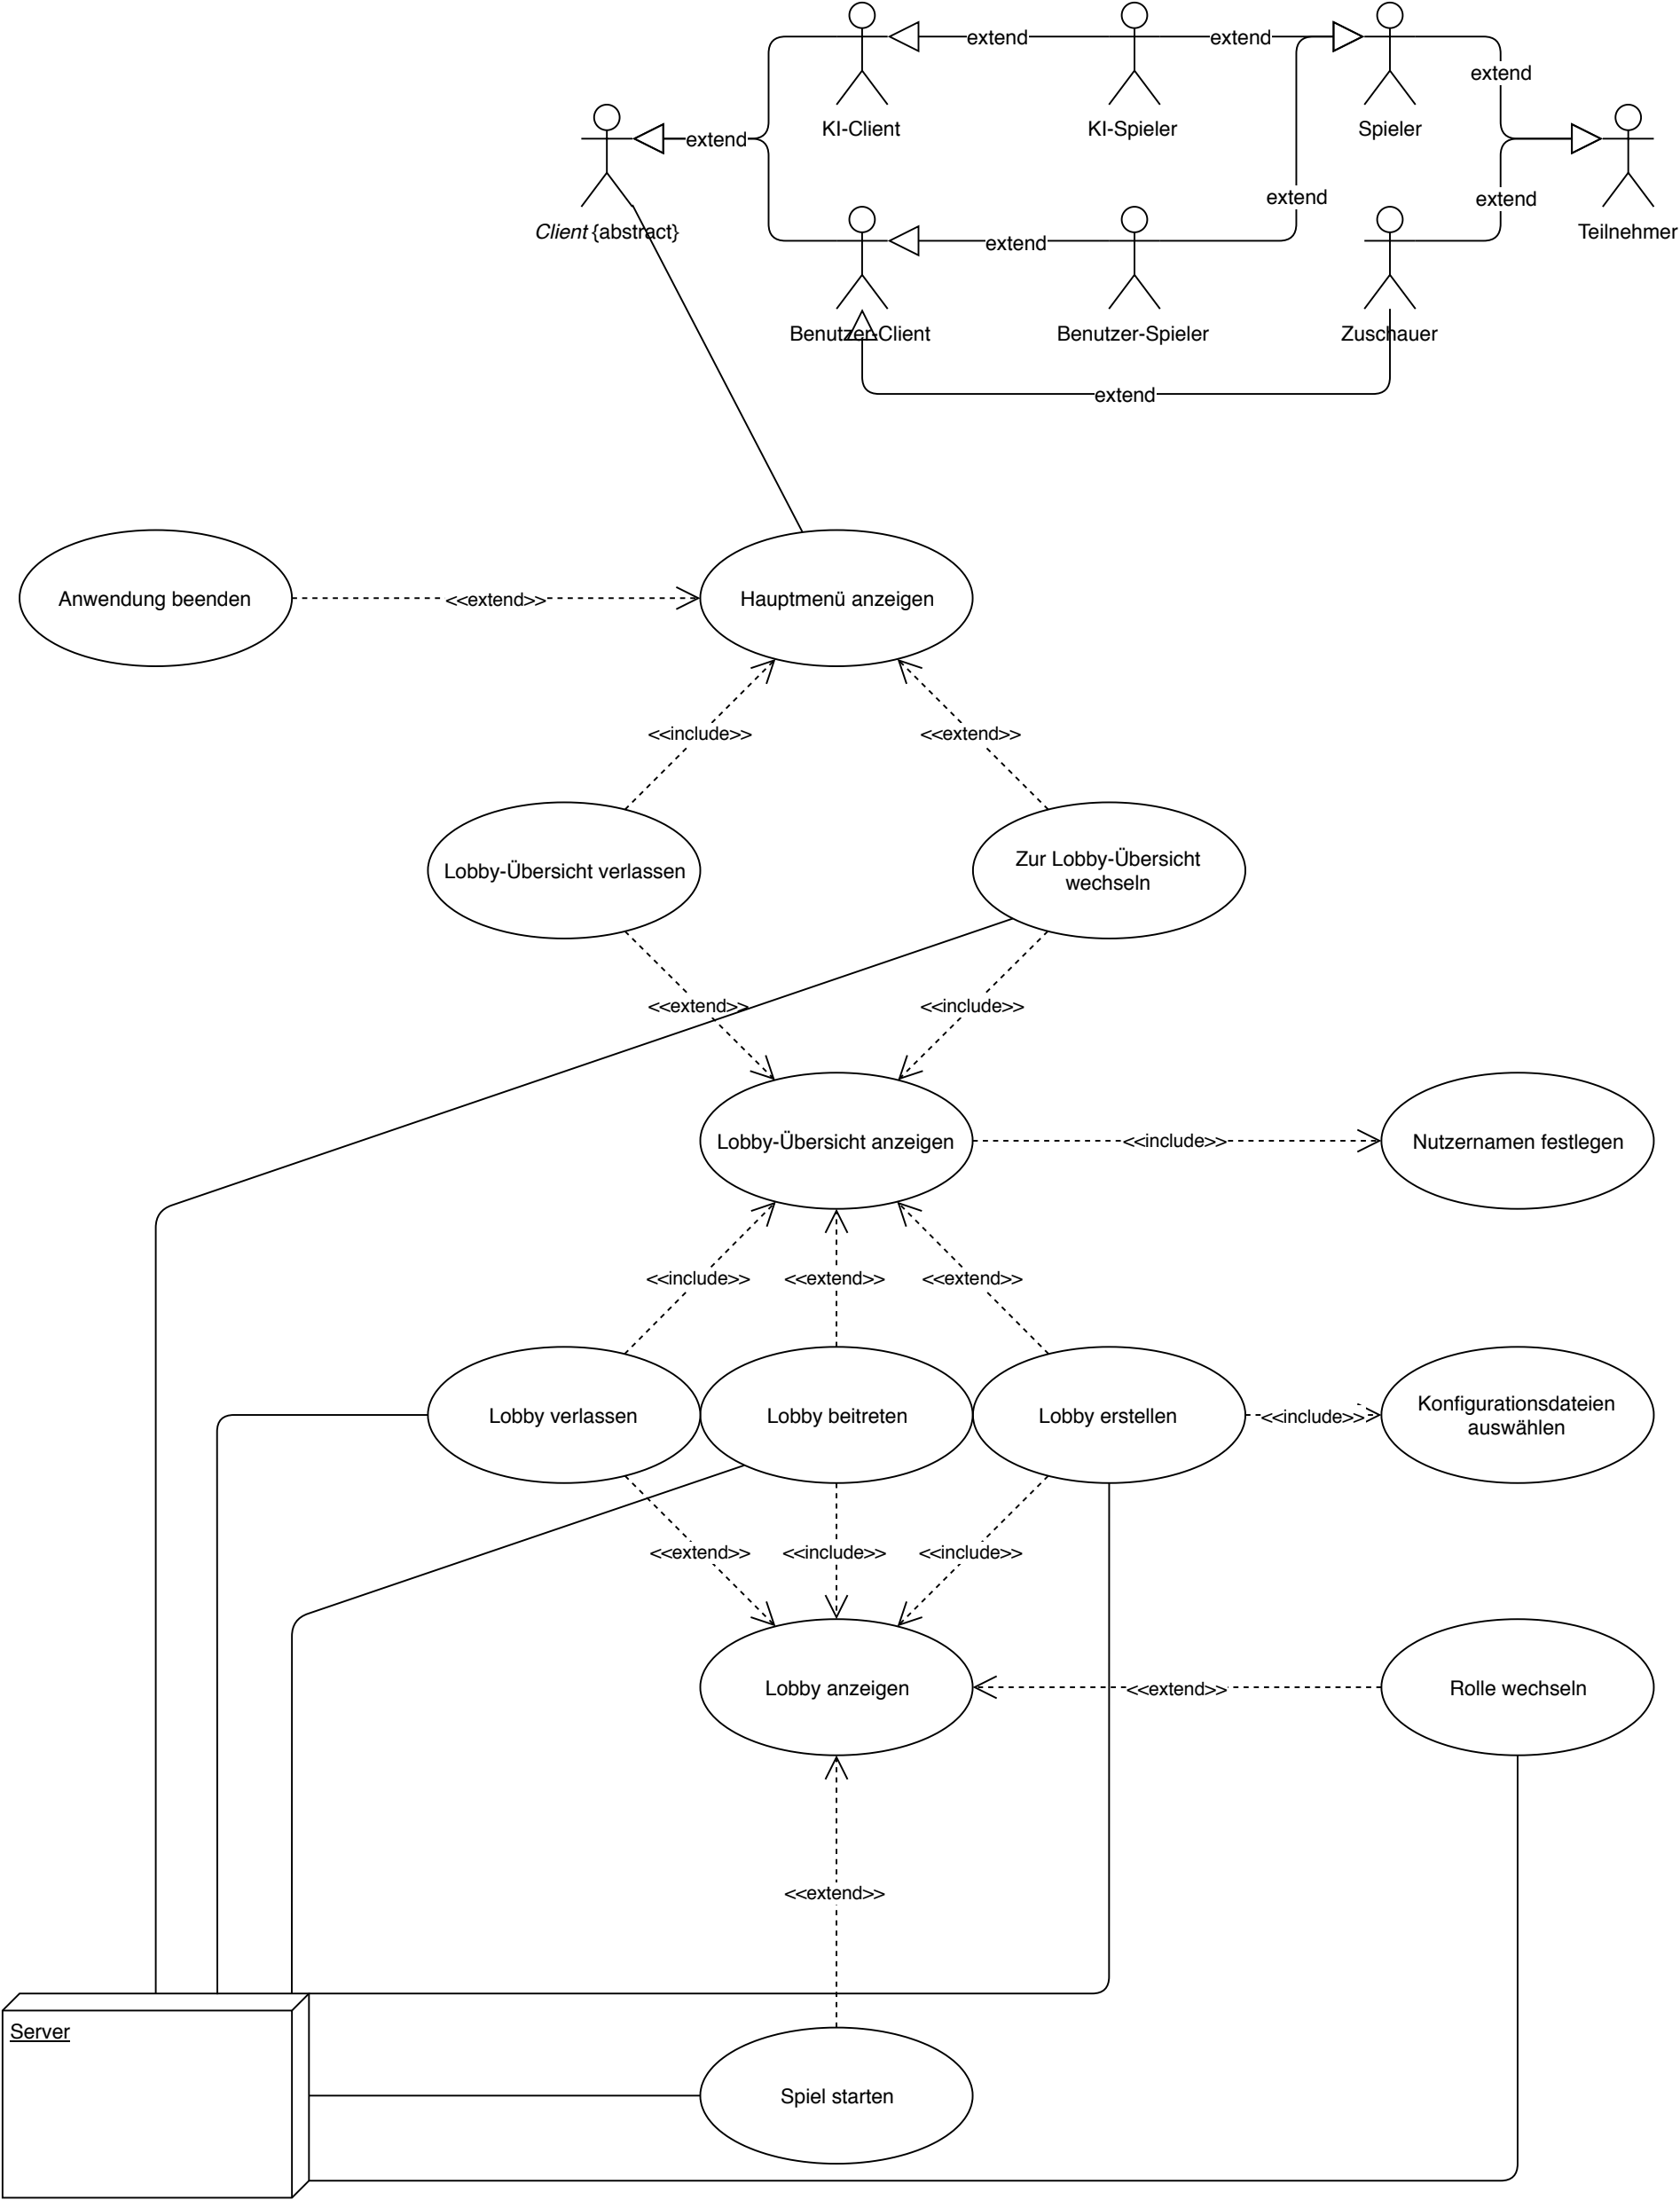 extend
extend
extend
KI-Client
KI-Spieler
Spieler
extend
extend
extend
extend
Client {abstract}
Teilnehmer
extend
Benutzer-Client
Benutzer-Spieler
Zuschauer
extend
Anwendung beenden
<<extend>>
Hauptmenü anzeigen
<<include>>
<<extend>>
Lobby-Übersicht verlassen
Zur Lobby-Übersicht
wechseln
<<extend>>
<<include>>
Lobby-Übersicht anzeigen
<<include>>
Nutzernamen festlegen
<<include>>
<<extend>>
<<extend>>
Lobby verlassen
Lobby beitreten
Lobby erstellen
<<include>>
Konfigurationsdateien
auswählen
<<extend>>
<<include>>
<<include>>
Lobby anzeigen
<<extend>>
Rolle wechseln
<<extend>>
Server
Spiel starten